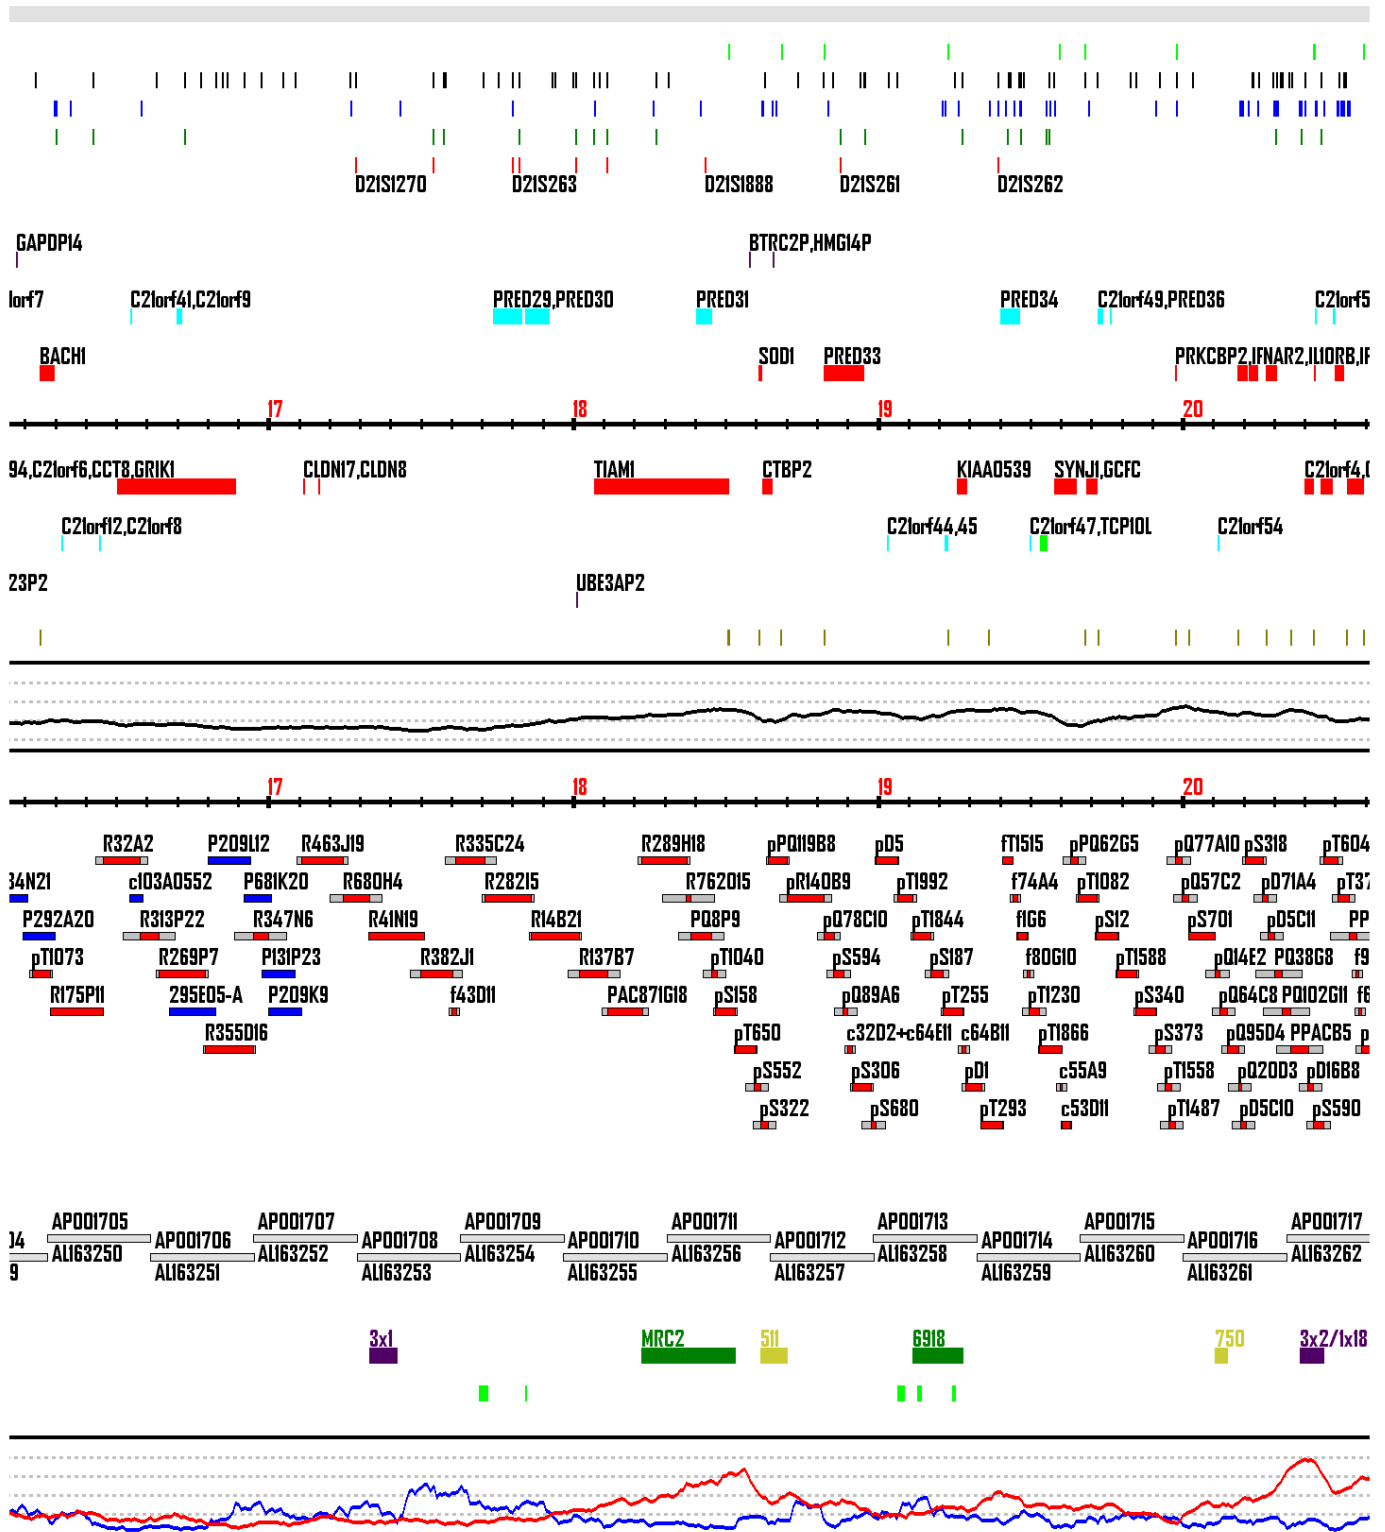 D21S1270 D21S263 D21S1888 D21S261 D21S262
GAPDP14 BTRC2P,HMG14P
lorf7 C21orf41,C21orf9 PRED29,PRED30 PRED31 PRED34 C21orf49,PRED36 C21orf5
BACH1 SOD1 PRED33 PRKCBP2,IFNAR2,IL10RB,IF
17 18 19 20
94,C21orf6,CCT8,GRIK1 CLDN17,CLDN8 TIAM1 CTBP2 KIAA0539 SYNJ1,GCFC C21orf4,
C21orf12,C21orf8 C21orf44,45 C21orf47,TCP10L C21orf54
23P2 UBE3AP2
17 18 19 20
R32A2 P209L12 R463J19 R335C24 R289H18 pPQ119B8 pD5 fT1515 pPQ62G5 pQ77A10 pS318 pT604
34N21 c103A0552 P681K20 R680H4 R282I5 R762O15 pR140B9 pT1992 f74A4 pT1082 pQ57C2 pD71A4 pT37
P292A20 R313P22 R347N6 R41N19 R14B21 PQ8P9 pQ78C10 pT1844 f1G6 pS12 pS701 pD5C11 PP
pT1073 R269P7 P131P23 R382J1 R137B7 pT1040 pS594 pS187 f80G10 pT1588 pQ14E2 PQ38G8 f9
R175P11 295E05-A P209K9 f43D11 PAC871G18 pS158 pQ89A6 pT255 pT1230 pS340 pQ64C8 PQ102G11 f6
R355D16 pT650 c32D2+c64E11 c64B11 pT1866 pS373 pQ95D4 PPACB5 p
pS552 pS306 pD1 c55A9 pT1558 pQ20D3 pD16B8
pS322 pS680 pT293 c53D11 pT1487 pD5C10 pS590
AP001705 AP001707 AP001709 AP001711 AP001713 AP001715 AP001717
04 AP001706 AP001708 AP001710 AP001712 AP001714 AP001716
9 AL163250 AL163252 AL163254 AL163256 AL163258 AL163260 AL163262
AL163251 AL163253 AL163255 AL163257 AL163259 AL163261
3x1 MRC2 511 6918 750 3x2/1x18